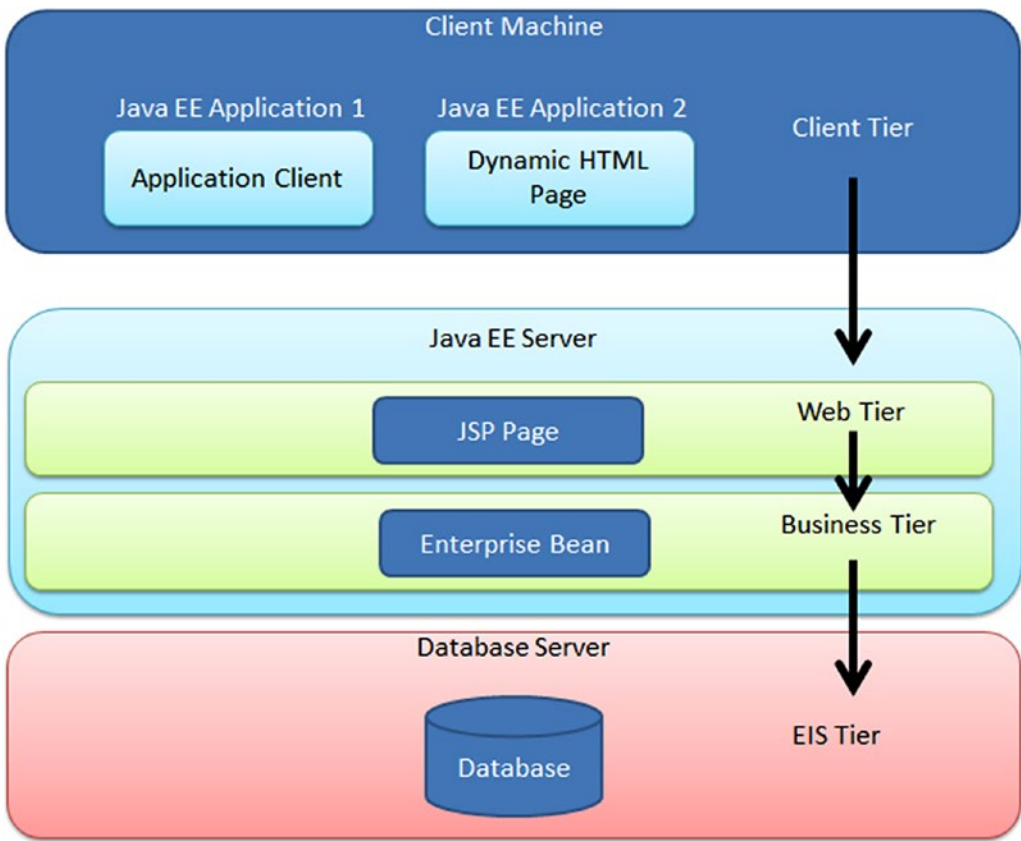 Client Machine
Java EE Application 1
Java EE Application 2
Application Client
Dynamic HTML
Page
Client Tier
Java EE Server
JSP Page
Web Tier
Enterprise Bean
Business Tier
Database Server
Database
EIS Tier